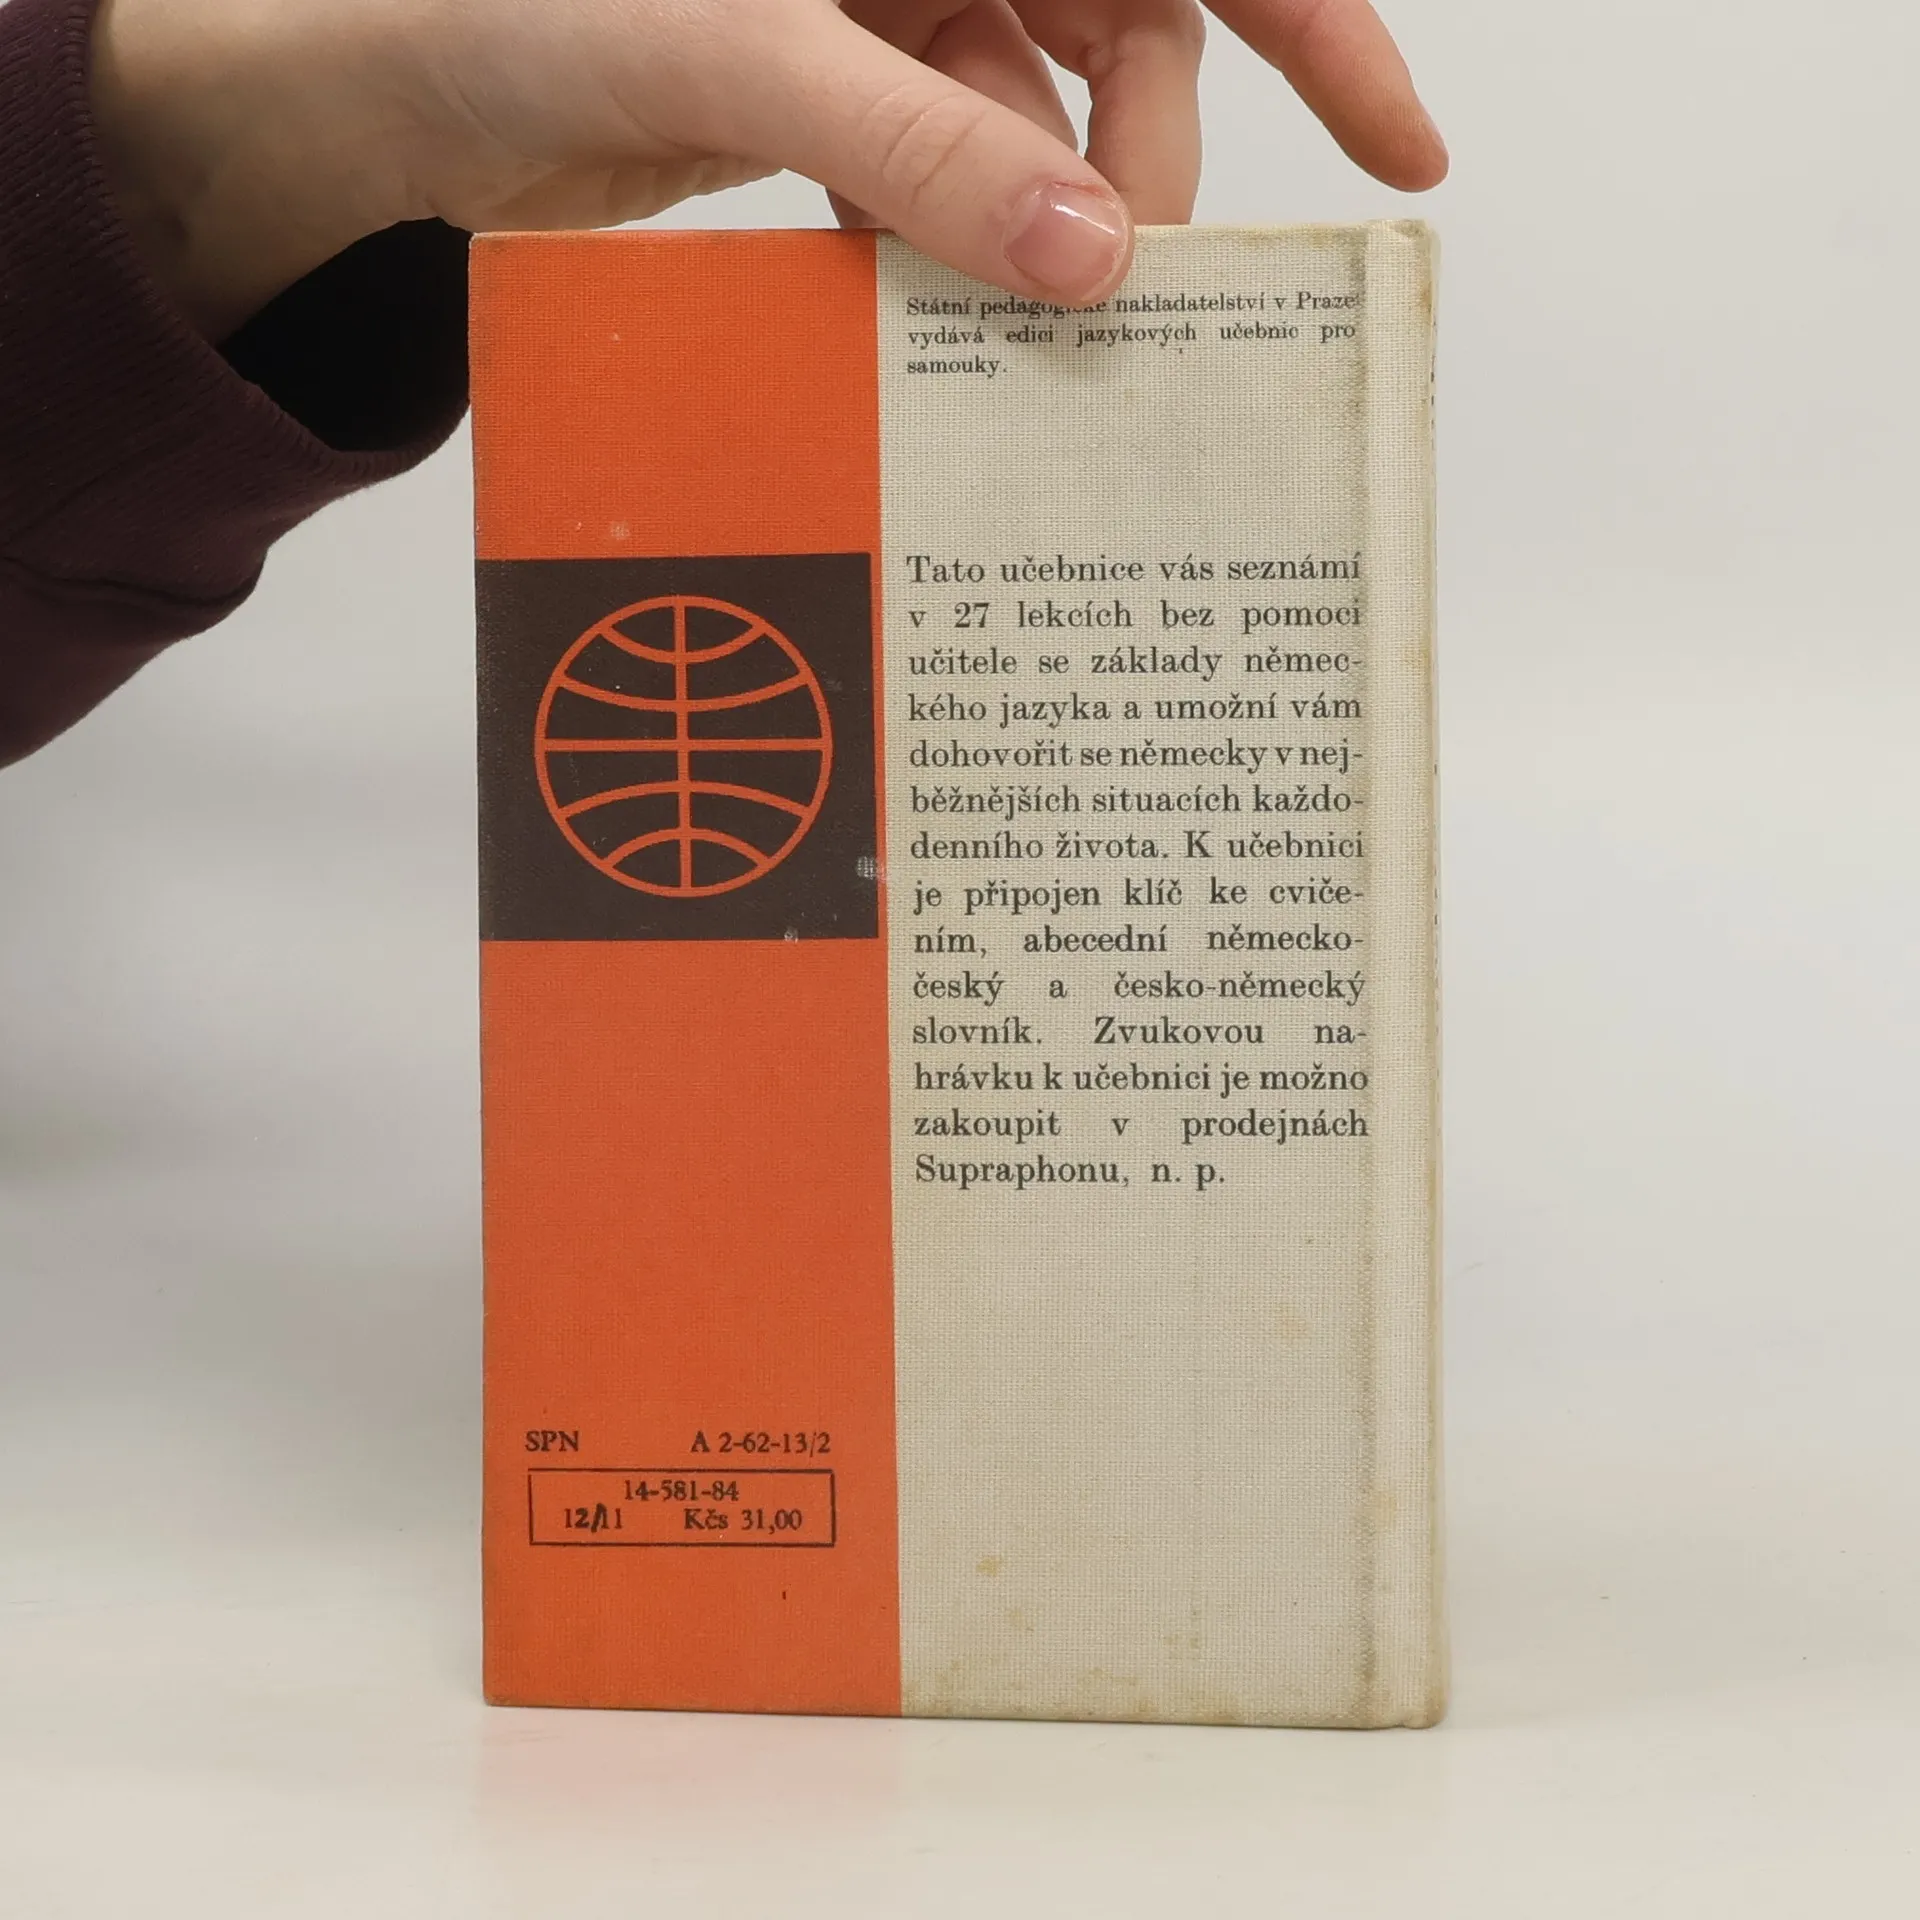 Státní pedagogické nakladatelství v Praze
vydává edici jazykových učebnic pro
samouky.
Tato učebnice vás seznámí
v 27 lekcích bez pomoci
učitele se základy němec-
kého jazyka a umožní vám
dohovořit se německy v nej-
běžnějších situacích každo-
denního života. K učebnici
je připojen klíč ke cviče-
ním, abecední německo-
český a česko-německý
slovník. Zvukovou na-
hrávku k učebnici je možno
zakoupit v prodejnách
Supraphonu, n. p.
SPN A 2-62-13/2
14-581-84
12/11 Kčs 31,00